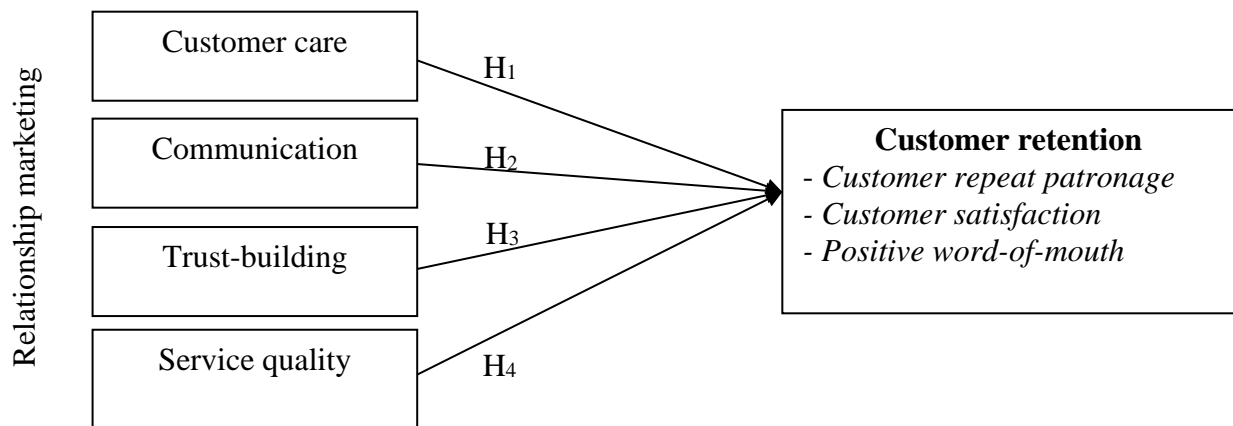 Relationship marketing
Customer care
H1
Communication
H2
Trust-building
H3
Service quality
H4
Customer retention
- Customer repeat patronage
- Customer satisfaction
- Positive word-of-mouth